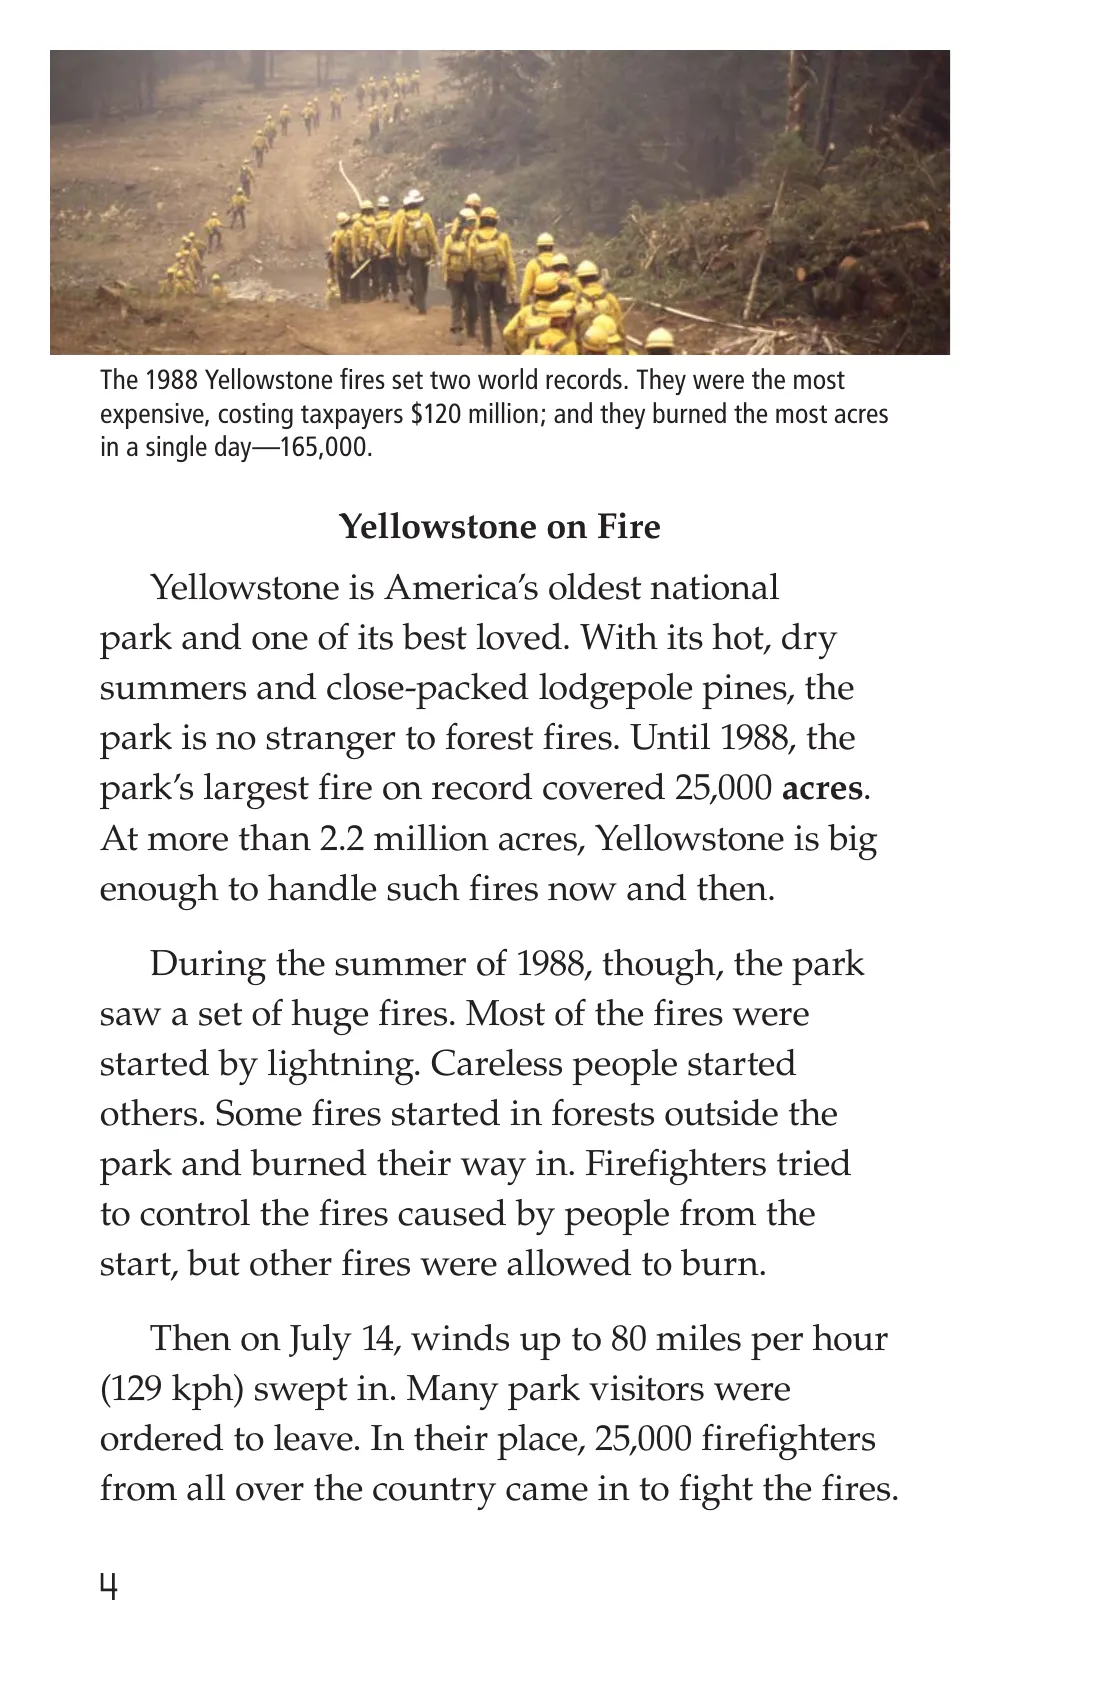 The 1988 Yellowstone fires set two world records. They were the most
expensive, costing taxpayers $120 million; and they burned the most acres
in a single day—165,000.
Yellowstone on Fire
Yellowstone is America’s oldest national
park and one of its best loved. With its hot, dry
summers and close-packed lodgepole pines, the
park is no stranger to forest fires. Until 1988, the
park’s largest fire on record covered 25,000 acres.
At more than 2.2 million acres, Yellowstone is big
enough to handle such fires now and then.
During the summer of 1988, though, the park
saw a set of huge fires. Most of the fires were
started by lightning. Careless people started
others. Some fires started in forests outside the
park and burned their way in. Firefighters tried
to control the fires caused by people from the
start, but other fires were allowed to burn.
Then on July 14, winds up to 80 miles per hour
(129 kph) swept in. Many park visitors were
ordered to leave. In their place, 25,000 firefighters
from all over the country came in to fight the fires.
4